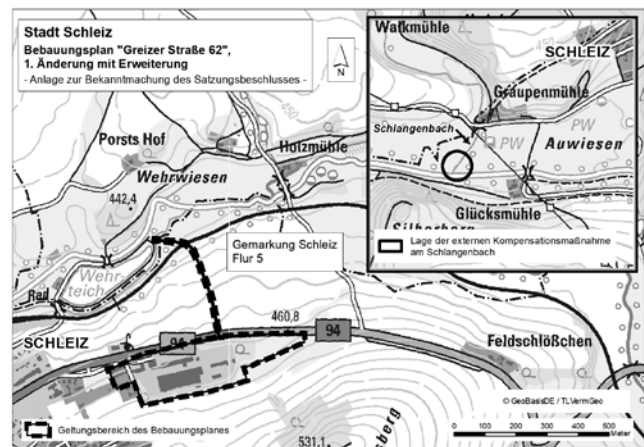 Stadt Schleiz
Bebauungsplan "Greizer Straße 62",
1. Änderung mit Erweiterung
- Anlage zur Bekanntmachung des Satzungsbeschlusses -
N
Walkmühle
450
SCHLEIZ
Graupenmühle
Schlangenbach
PW
PW
Auwiesen
Glücksmühle
Silberberg
Lage der externen Kompensationsmaßnahme
am Schlangenbach
450
Porsts Hof
Holzmühle
Wehrwiesen
442,4
Gemarkung Schleiz
Flur 5
Wehr-
teich
Rad
460,8
SCHLEIZ
94
94
Feldschlößchen
531,1
berg
© GeoBasisDE / TLVermGeo
Geltungsbereich des Bebauungsplanes
0 100 200 300 400 500
Meter